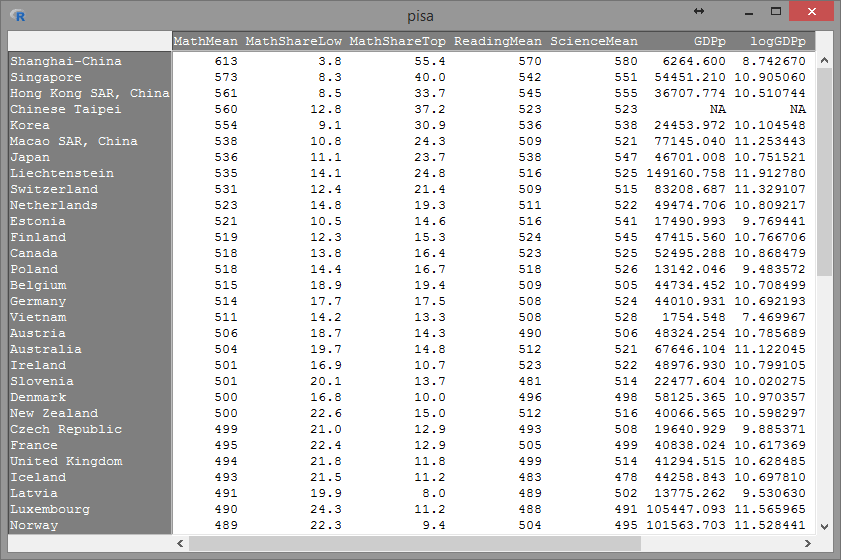 R pisa
MathMean MathShareLow MathShareTop ReadingMean ScienceMean GDPp logGDPp
Shanghai-China 613 3.8 55.4 570 580 6264.600 8.742670
Singapore 573 8.3 40.0 542 551 54451.210 10.905060
Hong Kong SAR, China 561 8.5 33.7 545 555 36707.774 10.510744
Chinese Taipei 560 12.8 37.2 523 523 NA NA
Korea 554 9.1 30.9 536 538 24453.972 10.104548
Macao SAR, China 538 10.8 24.3 509 521 77145.040 11.253443
Japan 536 11.1 23.7 538 547 46701.008 10.751521
Liechtenstein 535 14.1 24.8 516 525 149160.758 11.912780
Switzerland 531 12.4 21.4 509 515 83208.687 11.329107
Netherlands 523 14.8 19.3 511 522 49474.706 10.809217
Estonia 521 10.5 14.6 516 541 17490.993 9.769441
Finland 519 12.3 15.3 524 545 47415.560 10.766706
Canada 518 13.8 16.4 523 525 52495.288 10.868479
Poland 518 14.4 16.7 518 526 13142.046 9.483572
Belgium 515 18.9 19.4 509 505 44734.452 10.708499
Germany 514 17.7 17.5 508 524 44010.931 10.692193
Vietnam 511 14.2 13.3 508 528 1754.548 7.469967
Austria 506 18.7 14.3 490 506 48324.254 10.785689
Australia 504 19.7 14.8 512 521 67646.104 11.122045
Ireland 501 16.9 10.7 523 522 48976.930 10.799105
Slovenia 501 20.1 13.7 481 514 22477.604 10.020275
Denmark 500 16.8 10.0 496 498 58125.365 10.970357
New Zealand 500 22.6 15.0 512 516 40066.565 10.598297
Czech Republic 499 21.0 12.9 493 508 19640.929 9.885371
France 495 22.4 12.9 505 499 40838.024 10.617369
United Kingdom 494 21.8 11.8 499 514 41294.515 10.628485
Iceland 493 21.5 11.2 483 478 44258.843 10.697810
Latvia 491 19.9 8.0 489 502 13775.262 9.530630
Luxembourg 490 24.3 11.2 488 491 105447.093 11.565965
Norway 489 22.3 9.4 504 495 101563.703 11.528441